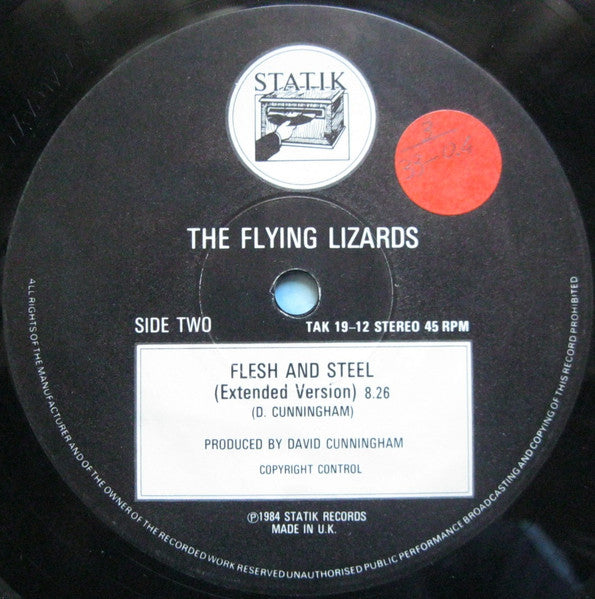 STATIK
THE FLYING LIZARDS
SIDE TWO
TAK 19-12 STEREO 45 RPM
FLESH AND STEEL
(Extended Version) 8.26
(D. CUNNINGHAM)
PRODUCED BY DAVID CUNNINGHAM
COPYRIGHT CONTROL
Ⓟ1984 STATIK RECORDS
MADE IN U.K.
ALL RIGHTS OF THE MANUFACTURER AND OF THE OWNER OF THE RECORDED WORK RESERVED UNAUTHORISED PUBLIC PERFORMANCE BROADCASTING AND COPYING OF THIS RECORD PROHIBITED